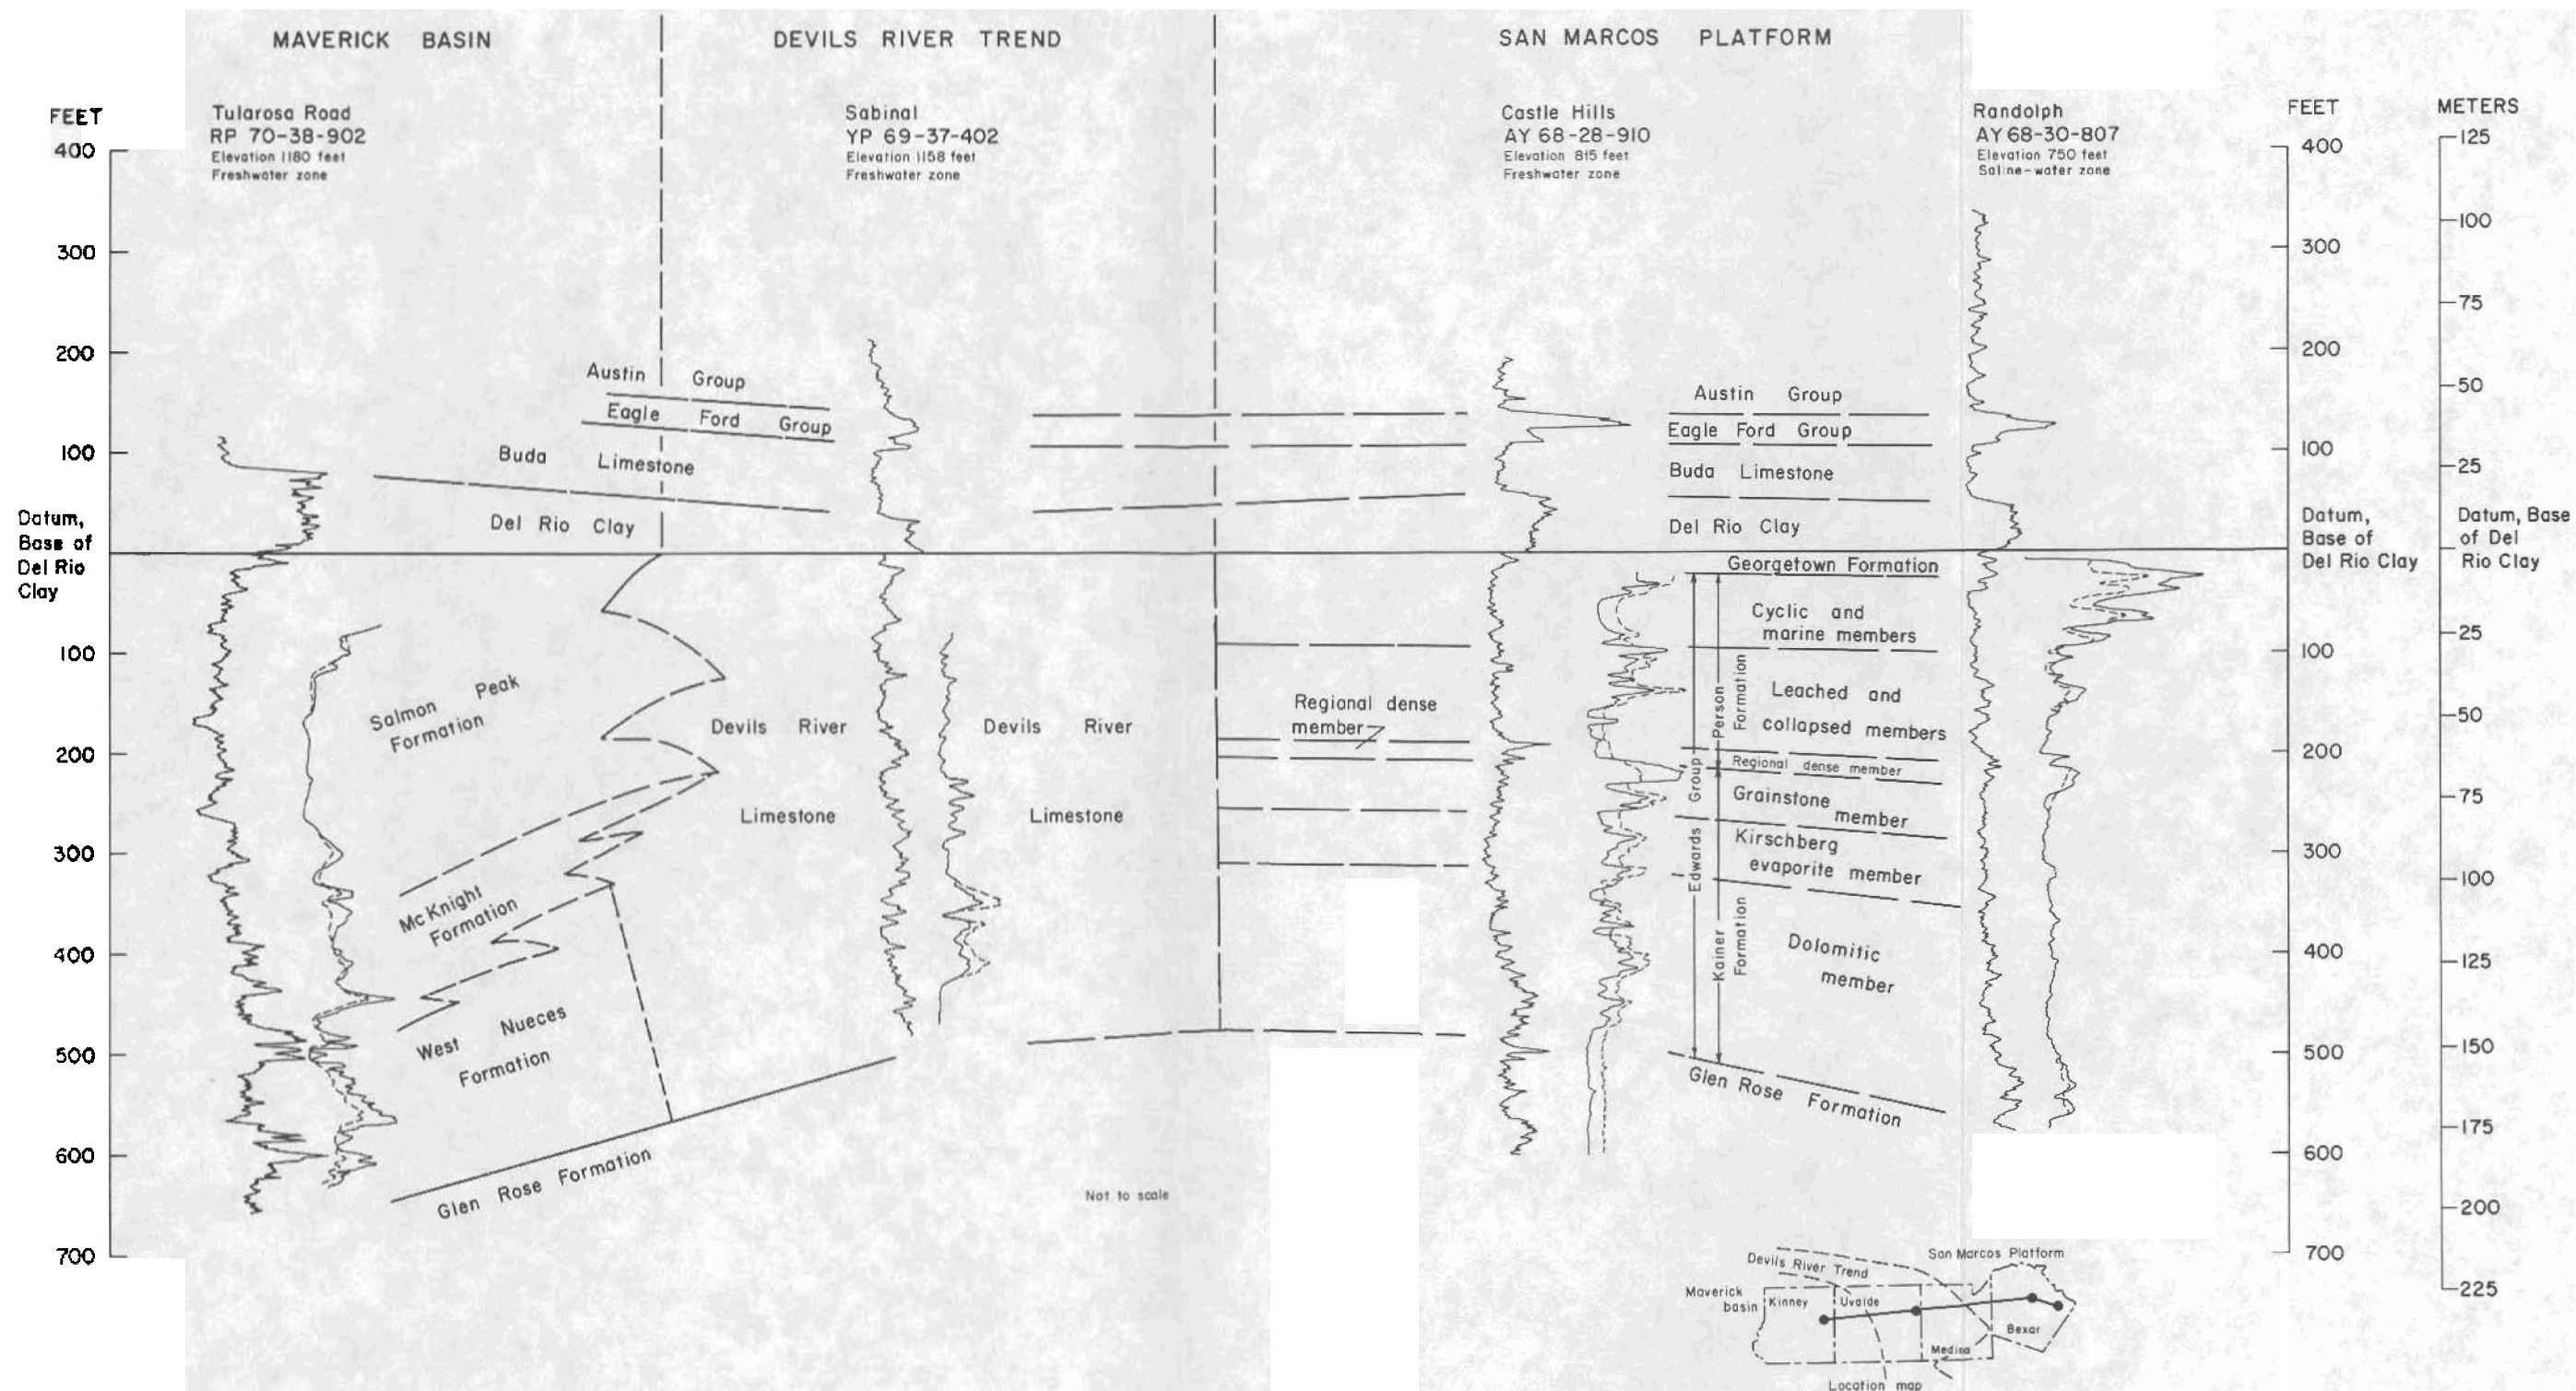 MAVERICK BASIN
DEVILS RIVER TREND
SAN MARCOS PLATFORM
Tularosa Road
RP 70-38-902
Elevation 1180 feet
Freshwater zone
Sabinal
YP 69-37-402
Elevation 1158 feet
Freshwater zone
Castle Hills
AY 68-28-910
Elevation 815 feet
Freshwater zone
Randolph
AY 68-30-807
Elevation 750 feet
Saline-water zone
FEET
400
300
200
100
Datum,
Base of
Del Rio
Clay
100
200
300
400
500
600
700
Austin Group
Eagle Ford Group
Buda Limestone
Del Rio Clay
Salmon Peak
Formation
McKnight
Formation
West Nueces
Formation
Glen Rose Formation
Devils River
Limestone
Devils River
Limestone
Not to scale
Regional dense
member
Austin Group
Eagle Ford Group
Buda Limestone
Del Rio Clay
Georgetown Formation
Cyclic and
marine members
Leached and
collapsed members
Regional dense member
Grainstone
member
Kirschberg
evaporite member
Dolomitic
member
Glen Rose Formation
Edwards Group
Person
Formation
Kainer
Formation
FEET
400
300
200
100
Datum,
Base of
Del Rio Clay
100
200
300
400
500
600
700
METERS
125
100
75
50
25
Datum, Base
of Del
Rio Clay
25
50
75
100
125
150
175
200
225
Devils River Trend
San Marcos Platform
Maverick
basin
Kinney
Uvalde
Medina
Bexar
Location map